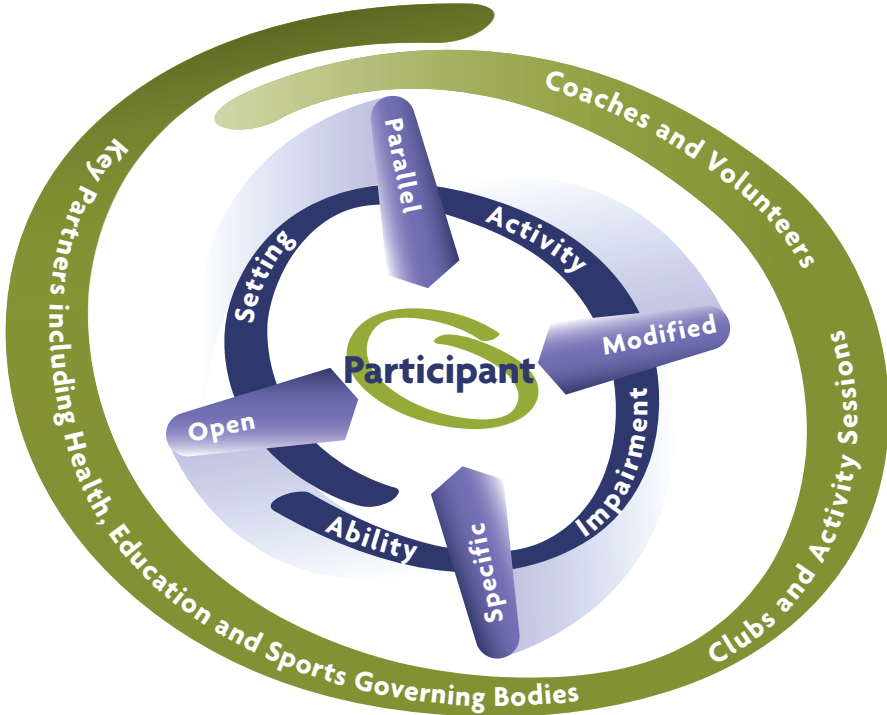 Coaches and Volunteers
Clubs and Activity Sessions
Key Partners including Health, Education and Sports Governing Bodies
Parallel
Activity
Setting
Modified
Participant
Open
Impairment
Specific
Ability